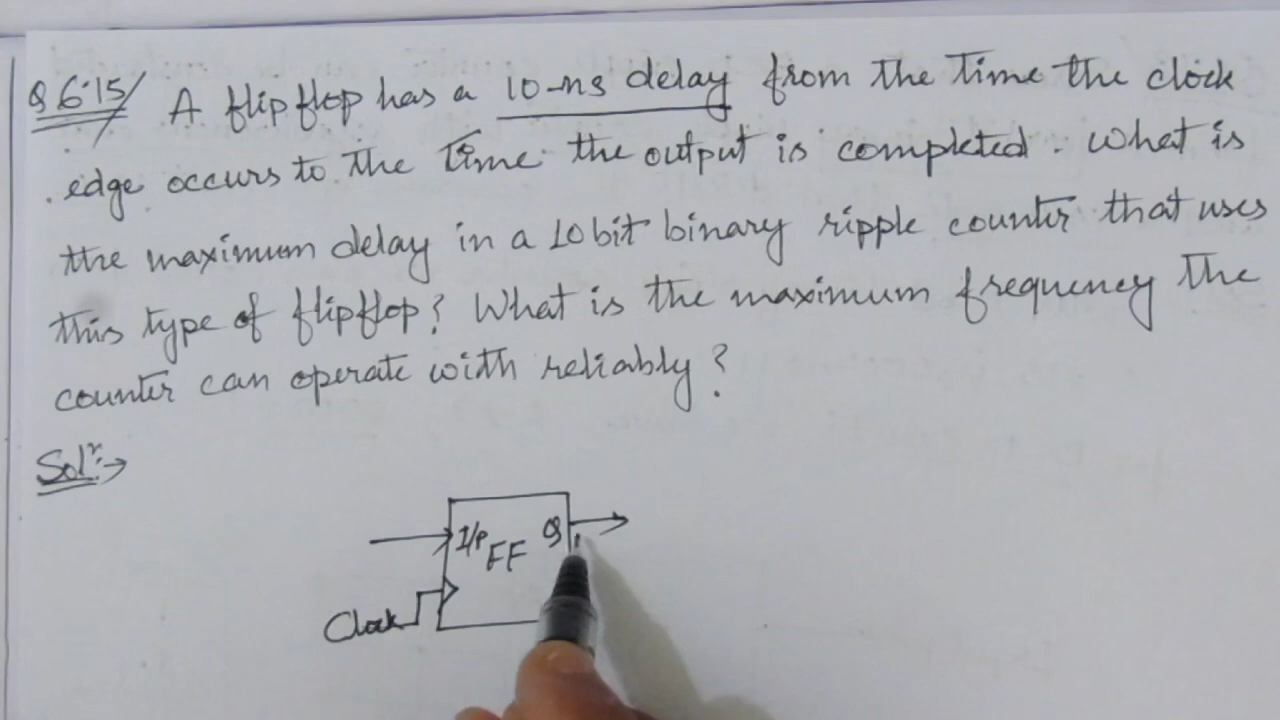 Q 6.15/ A flipflop has a 10-ns delay from the time the clock
edge occurs to the time the output is completed. What is
the maximum delay in a 10 bit binary ripple counter that uses
this type of flipflop? What is the maximum frequency the
counter can operate with reliably?
Solⁿ:→
I/P FF Q
Clock